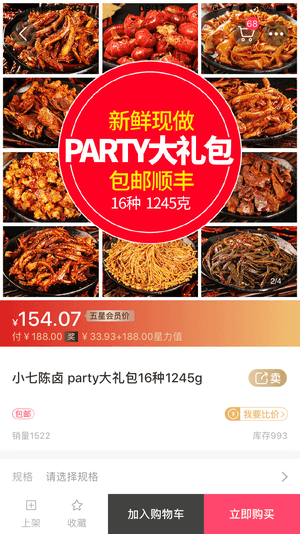 68
新鲜现做
PARTY大礼包
包邮顺丰
16种 1245克
2/4
¥154.07 五星会员价
付¥188.00 奖 ¥33.93+188.00星力值
小七陈卤 party大礼包16种1245g
卖
包邮
我要比价>
销量1522
库存993
规格 请选择规格
上架
收藏
加入购物车
立即购买